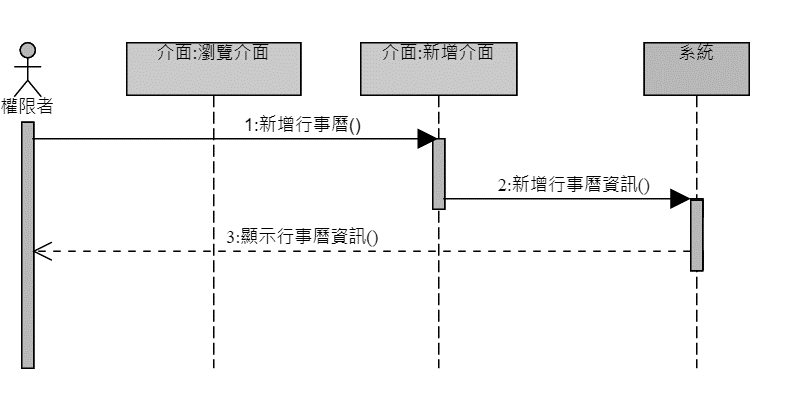 介面:瀏覽介面
介面:新增介面
系統
權限者
1:新增行事曆()
2:新增行事曆資訊()
3:顯示行事曆資訊()